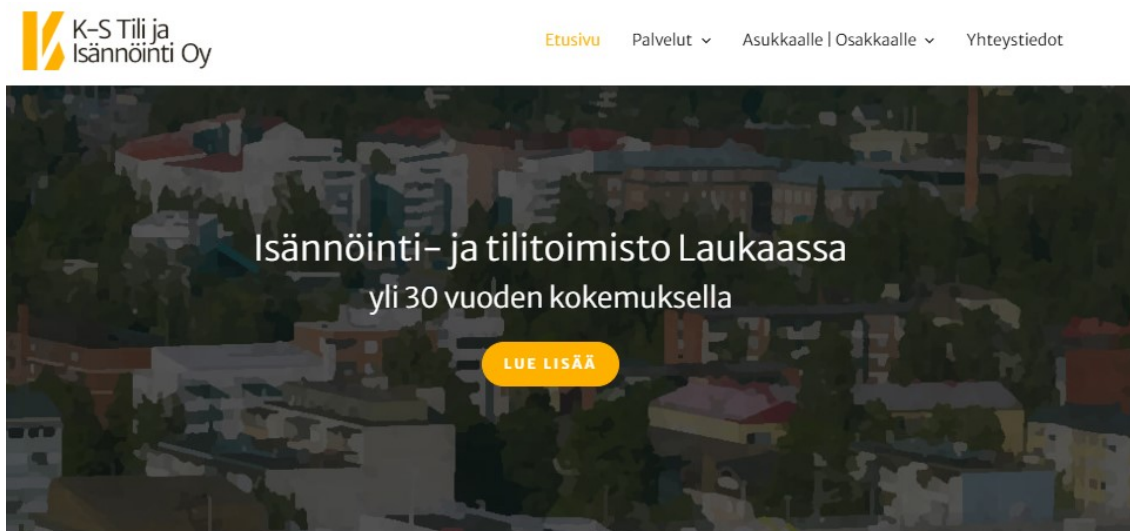 K-S Tili ja
Isännöinti Oy
Etusivu Palvelut Asukkaalle | Osakkaalle Yhteystiedot
Isännöinti- ja tilitoimisto Laukaassa
yli 30 vuoden kokemuksella
LUE LISÄÄ